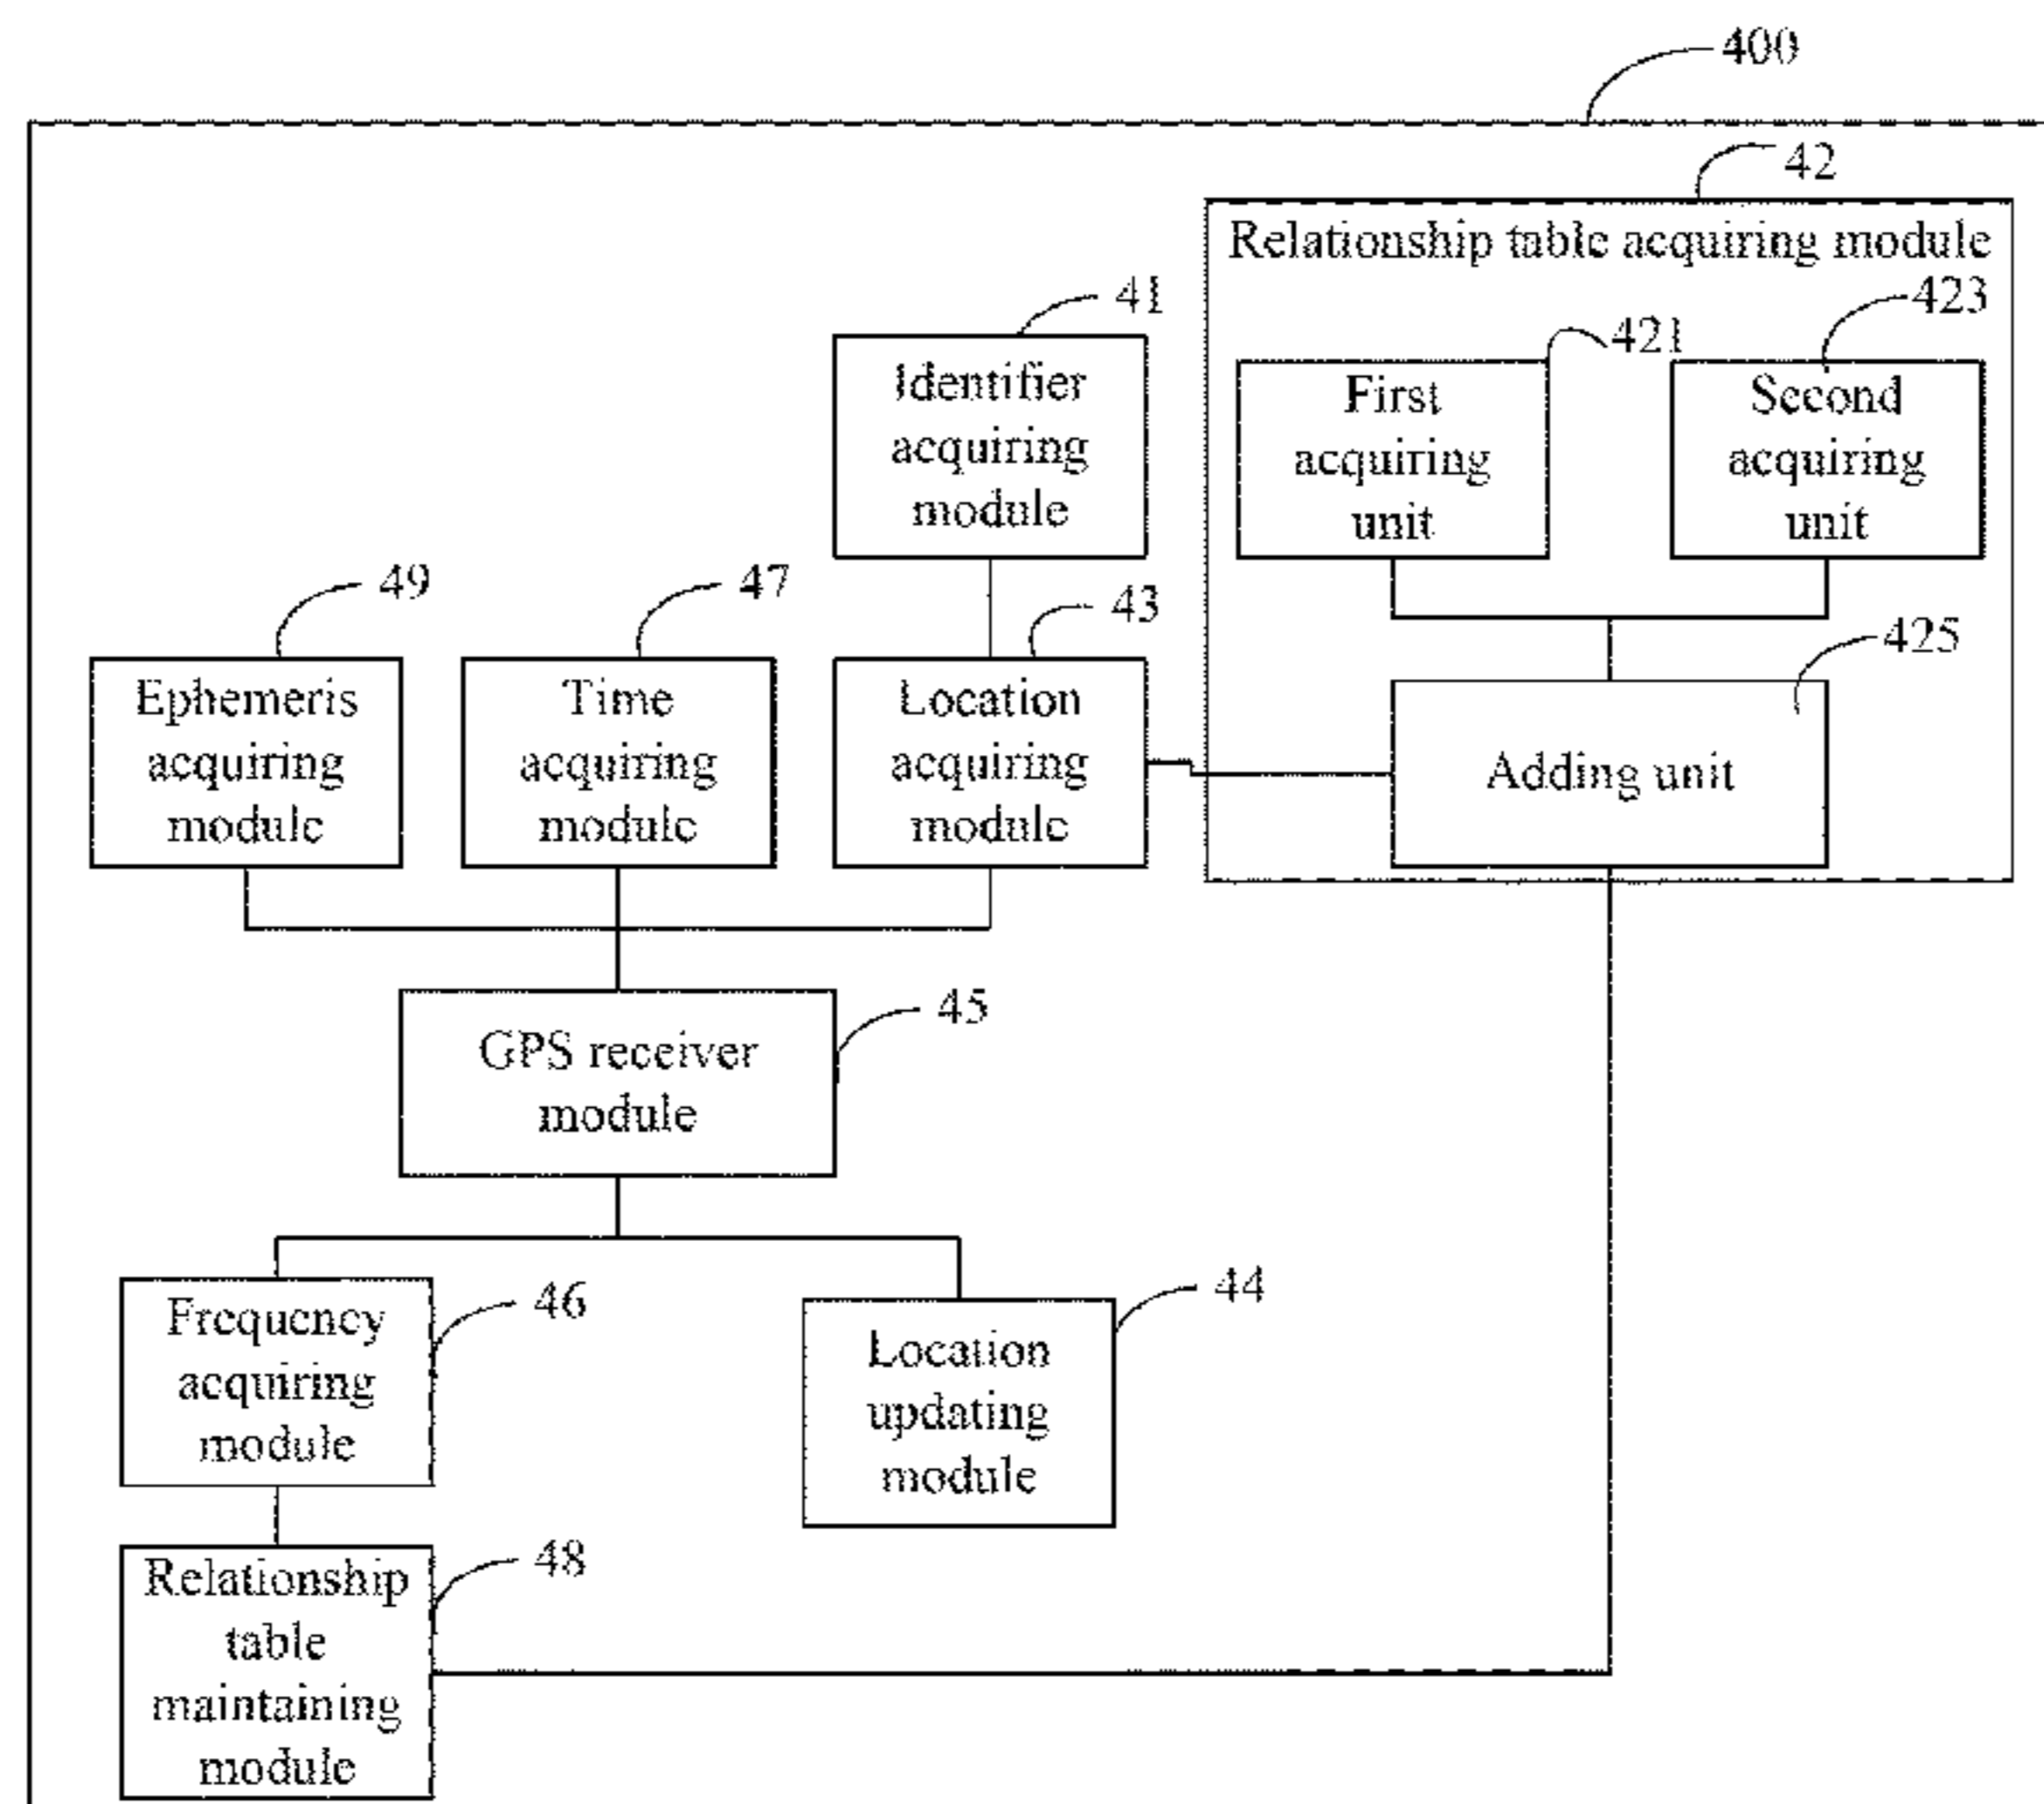 400
42
Relationship table acquiring module
41
421
423
Identifier
acquiring
module
First
acquiring
unit
Second
acquiring
unit
49
47
43
425
Ephemeris
acquiring
module
Time
acquiring
module
Location
acquiring
module
Adding unit
45
GPS receiver
module
46
44
Frequency
acquiring
module
Location
updating
module
48
Relationship
table
maintaining
module